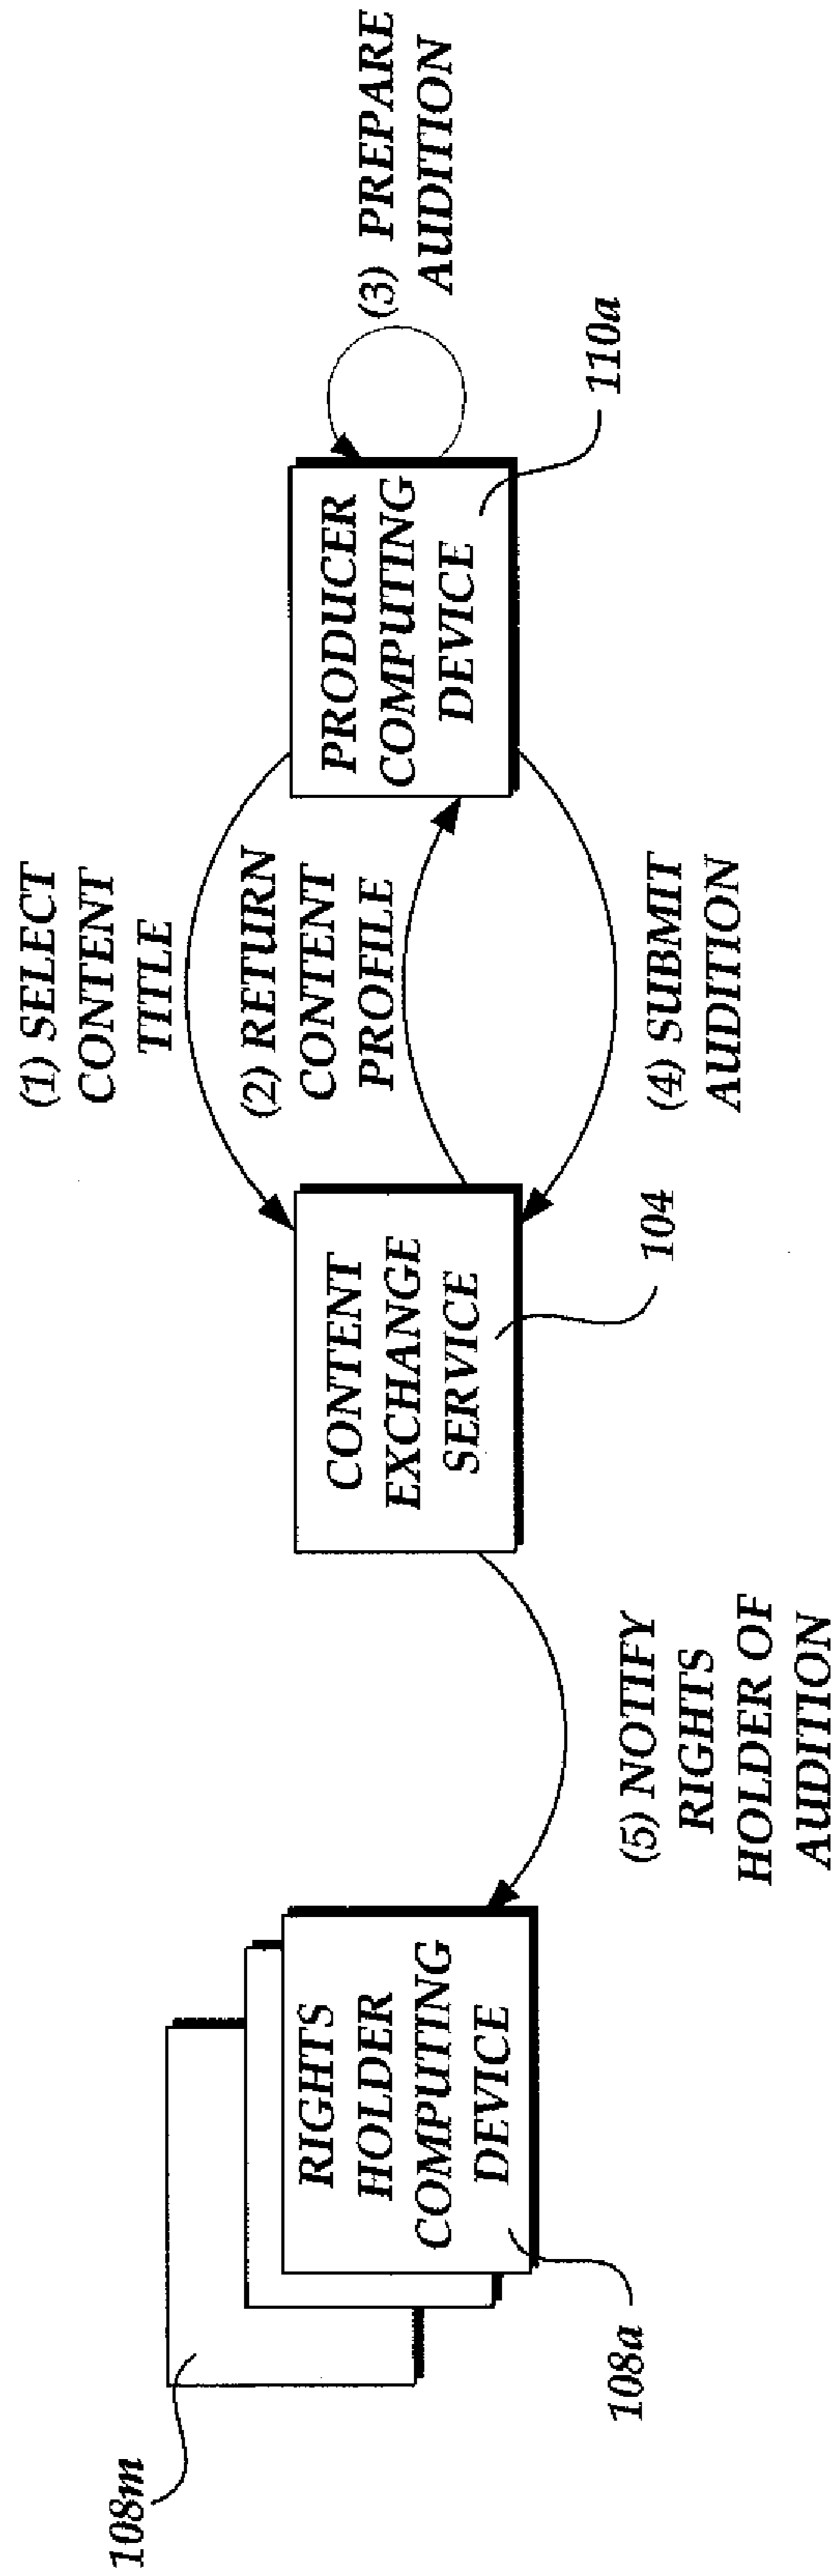 108m
RIGHTS
HOLDER
COMPUTING
DEVICE
108a
(5) NOTIFY
RIGHTS
HOLDER OF
AUDITION
CONTENT
EXCHANGE
SERVICE
104
(1) SELECT
CONTENT
TITLE
(2) RETURN
CONTENT
PROFILE
(4) SUBMIT
AUDITION
PRODUCER
COMPUTING
DEVICE
110a
(3) PREPARE
AUDITION